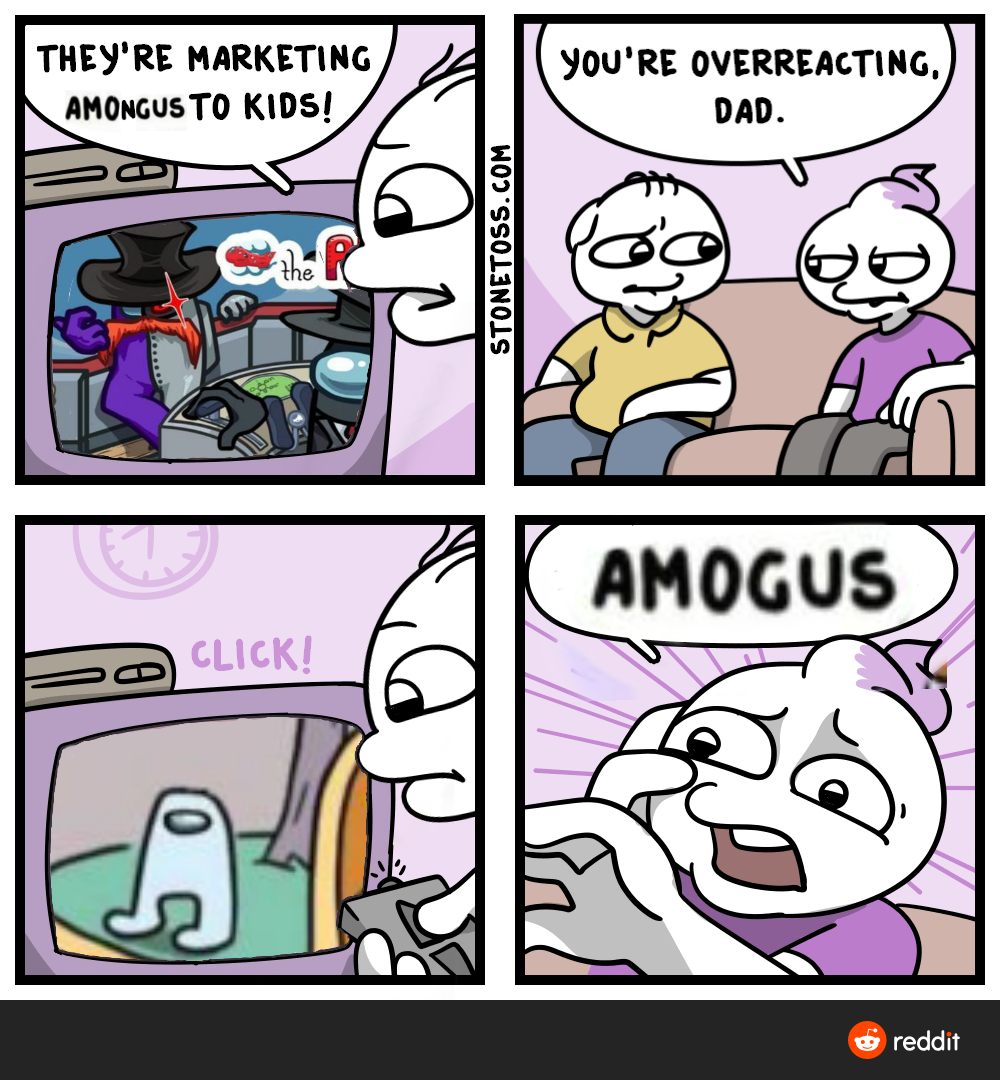 THEY'RE MARKETING
AMONGUS TO KIDS!
the
YOU'RE OVERREACTING,
DAD.
STONETOSS.COM
CLICK!
AMOGUS
reddit